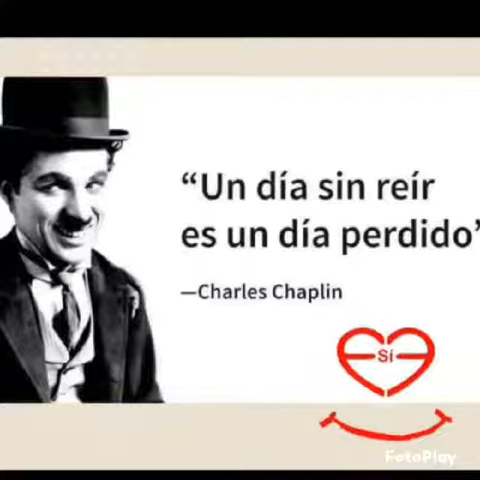 “Un día sin reír
es un día perdido”
—Charles Chaplin
Sí
FotoPlay